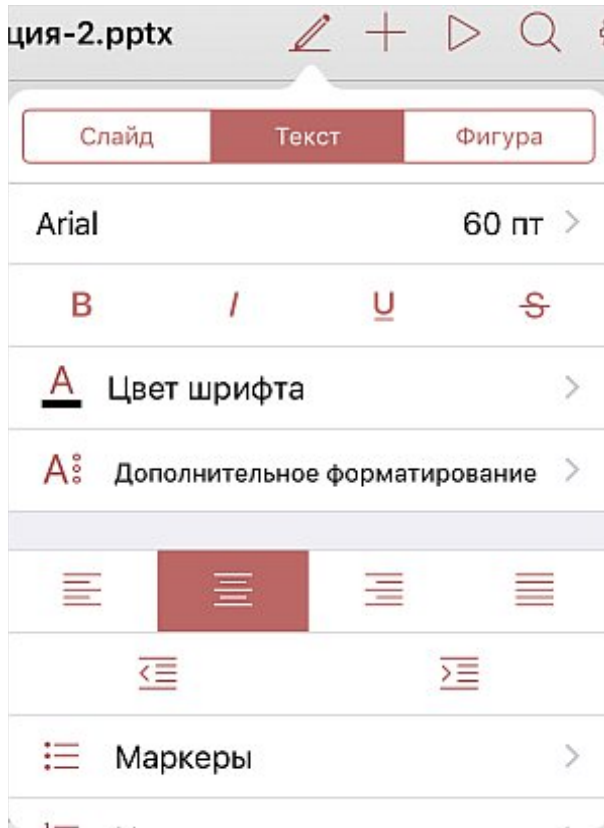 ция-2.pptx
Слайд Текст Фигура
Arial 60 пт
B I U S
A Цвет шрифта
A Дополнительное форматирование
Маркеры